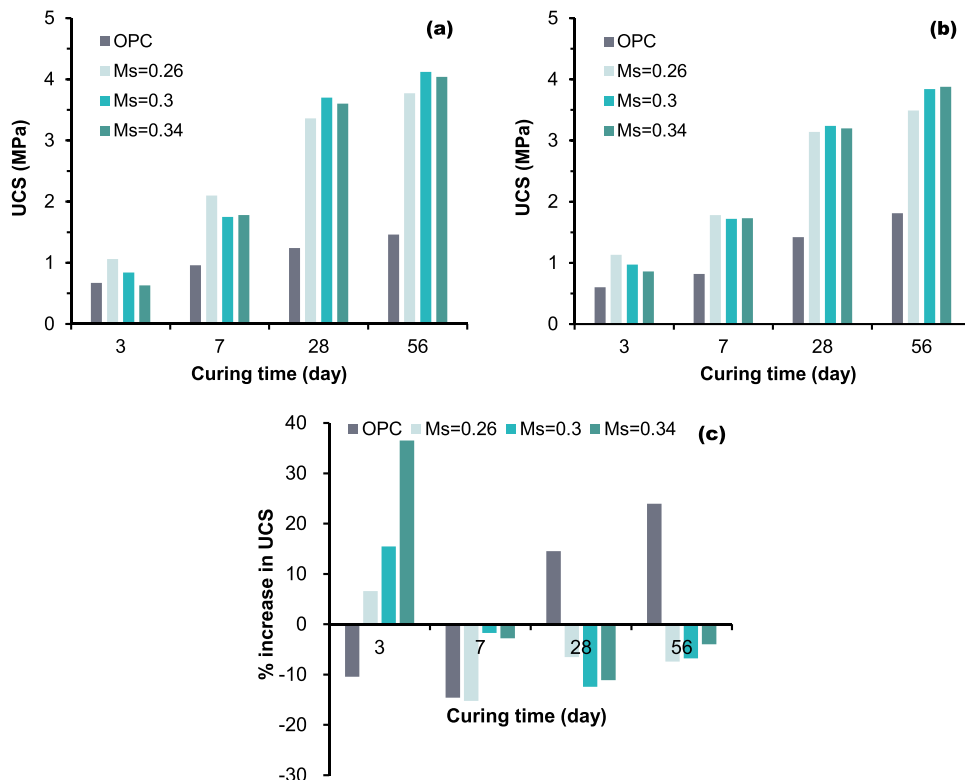 (a)
OPC
Ms=0.26
Ms=0.3
Ms=0.34
UCS (MPa)
5
4
3
2
1
0
3 7 28 56
Curing time (day)
(b)
OPC
Ms=0.26
Ms=0.3
Ms=0.34
UCS (MPa)
5
4
3
2
1
0
3 7 28 56
Curing time (day)
(c)
OPC Ms=0.26 Ms=0.3 Ms=0.34
% increase in UCS
40
30
20
10
0
-10
-20
-30
3 7 28 56
Curing time (day)